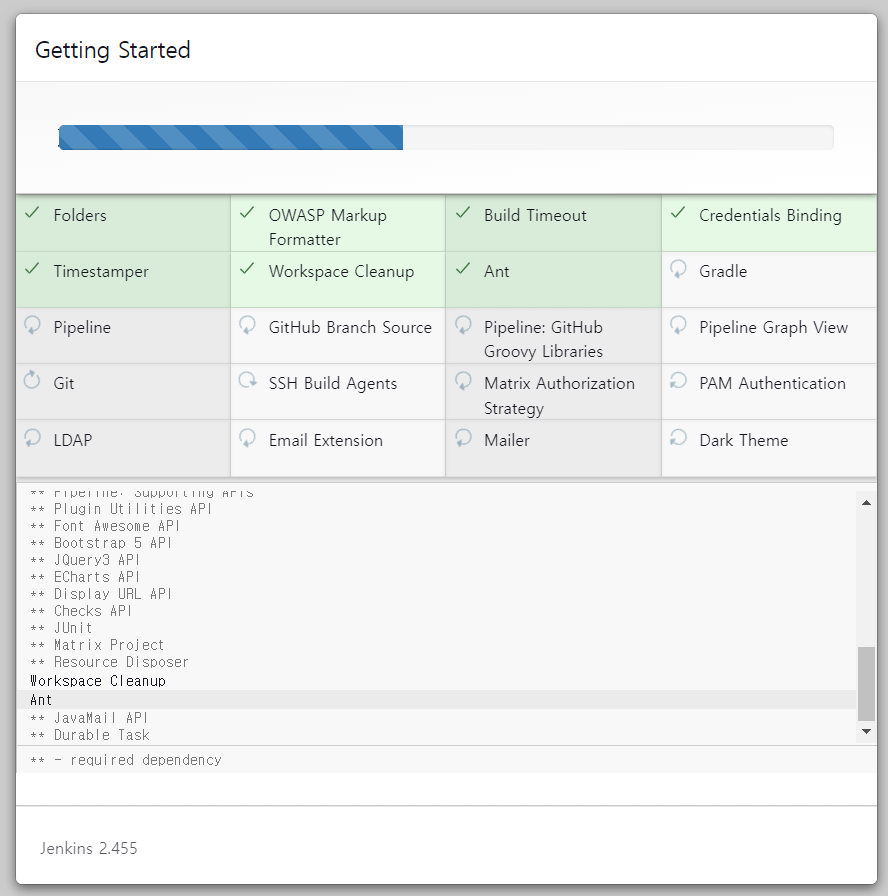 Getting Started
Folders
OWASP Markup
Formatter
Build Timeout
Credentials Binding
Timestamper
Workspace Cleanup
Ant
Gradle
Pipeline
GitHub Branch Source
Pipeline: GitHub
Groovy Libraries
Pipeline Graph View
Git
SSH Build Agents
Matrix Authorization
Strategy
PAM Authentication
LDAP
Email Extension
Mailer
Dark Theme
** Pipeline: Supporting APIs
** Plugin Utilities API
** Font Awesome API
** Bootstrap 5 API
** JQuery3 API
** ECharts API
** Display URL API
** Checks API
** JUnit
** Matrix Project
** Resource Disposer
Workspace Cleanup
Ant
** JavaMail API
** Durable Task
** - required dependency
Jenkins 2.455